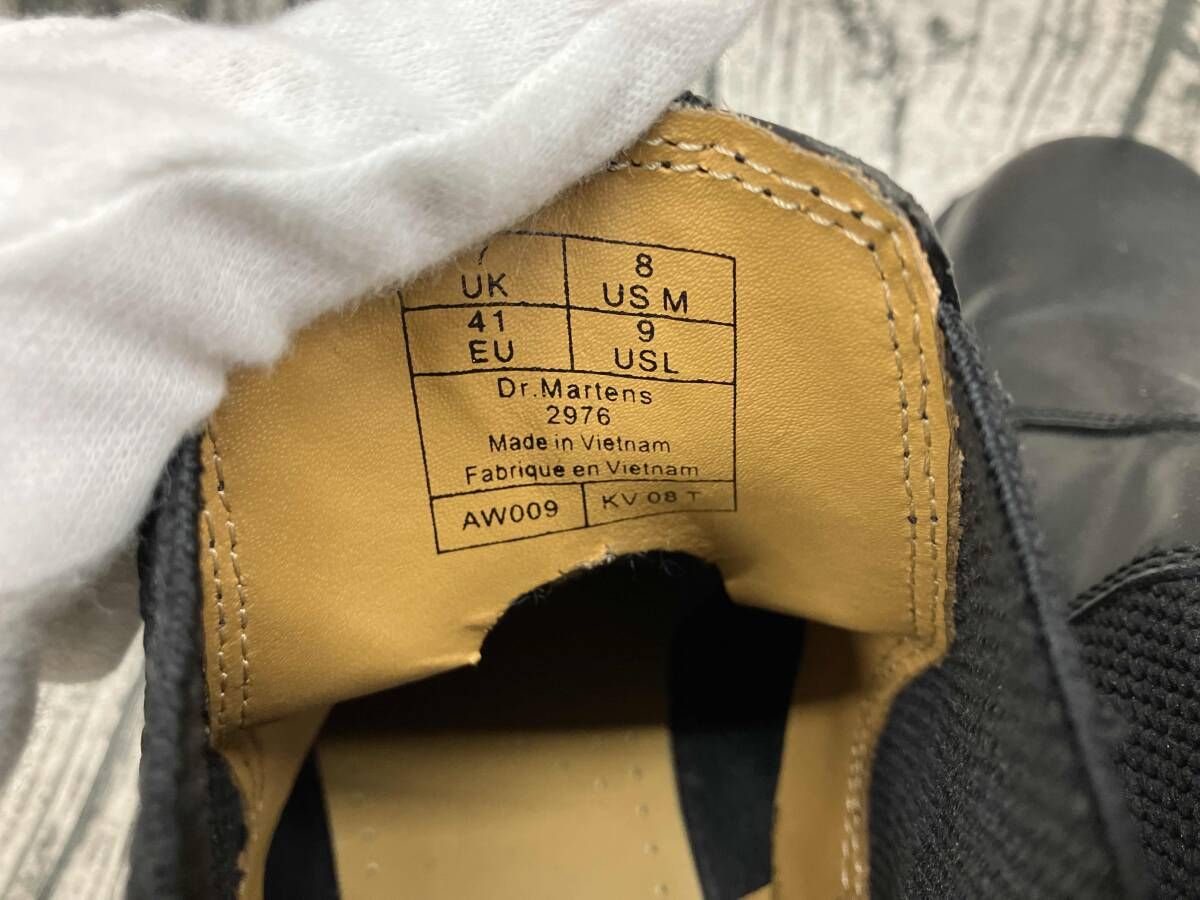 7
UK
8
US M
41
EU
9
USL
Dr.Martens
2976
Made in Vietnam
Fabrique en Vietnam
AW009
KV 08 T